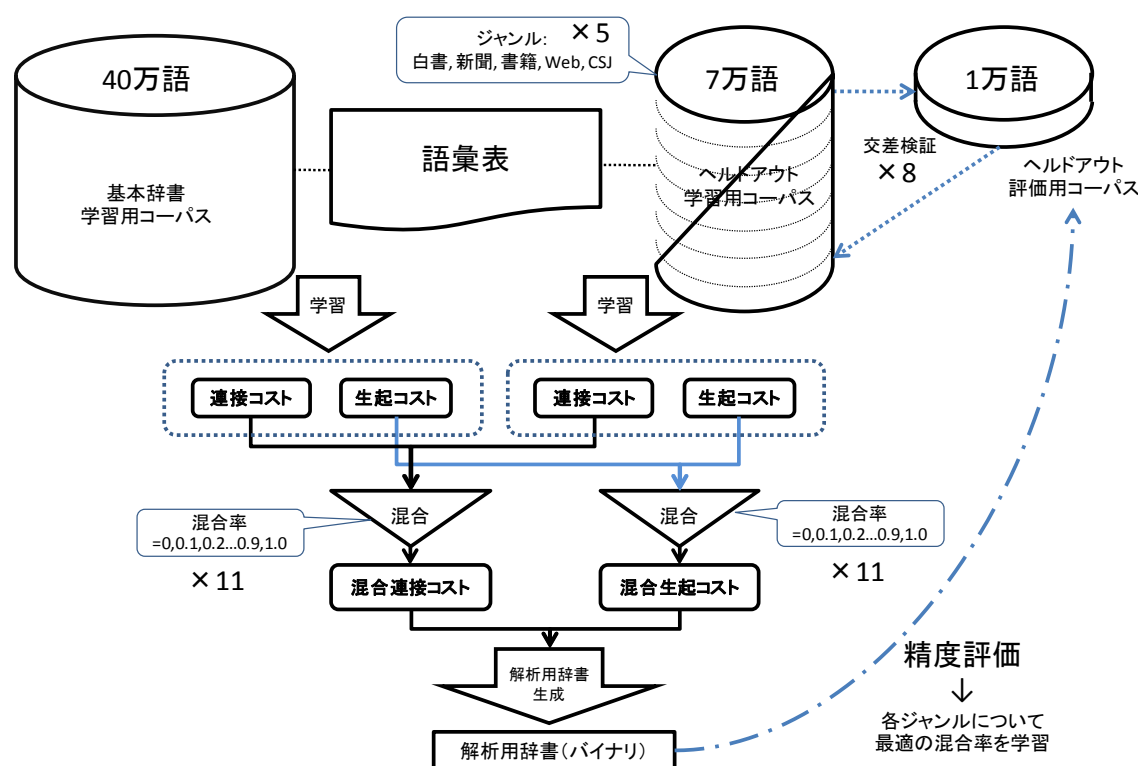 ジャンル: ×5
白書, 新聞, 書籍, Web, CSJ
40万語
7万語
1万語
語彙表
交差検証
×8
基本辞書
学習用コーパス
ヘルドアウト
学習用コーパス
ヘルドアウト
評価用コーパス
学習
学習
連接コスト
生起コスト
連接コスト
生起コスト
混合
混合
混合率
=0,0.1,0.2...0.9,1.0
×11
混合率
=0,0.1,0.2...0.9,1.0
×11
混合連接コスト
混合生起コスト
解析用辞書
生成
解析用辞書(バイナリ)
精度評価
↓
各ジャンルについて
最適の混合率を学習